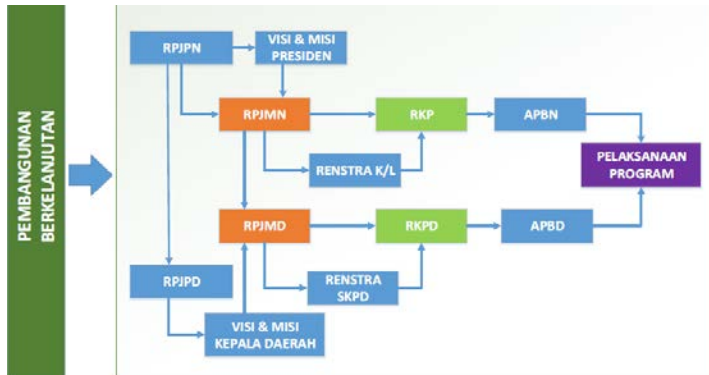 PEMBANGUNAN
BERKELANJUTAN
RPJPN
VISI & MISI
PRESIDEN
RPJMN
RKP
APBN
RENSTRA K/L
PELAKSANAAN
PROGRAM
RPJMD
RKPD
APBD
RPJPD
RENSTRA
SKPD
VISI & MISI
KEPALA DAERAH